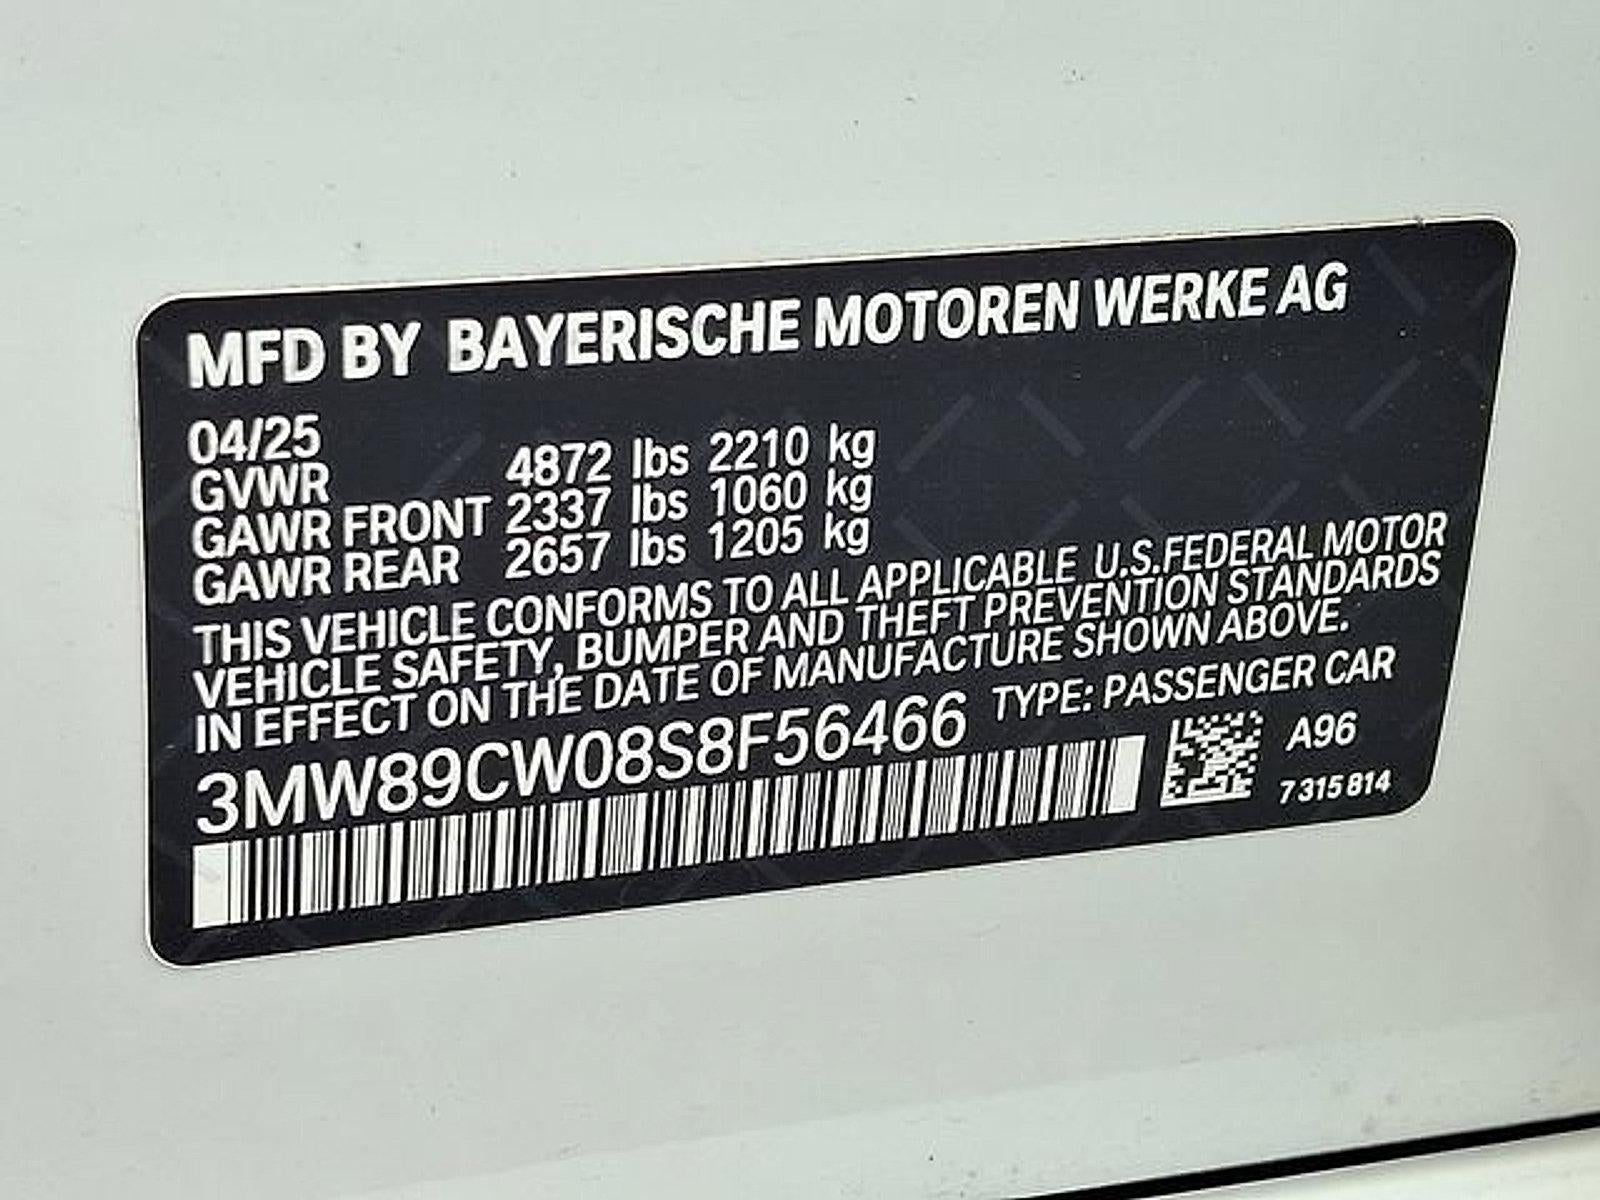 MFD BY BAYERISCHE MOTOREN WERKE AG
04/25
GVWR 4872 lbs 2210 kg
GAWR FRONT 2337 lbs 1060 kg
GAWR REAR 2657 lbs 1205 kg
THIS VEHICLE CONFORMS TO ALL APPLICABLE U.S.FEDERAL MOTOR
VEHICLE SAFETY, BUMPER AND THEFT PREVENTION STANDARDS
IN EFFECT ON THE DATE OF MANUFACTURE SHOWN ABOVE.
3MW89CW08S8F56466 TYPE: PASSENGER CAR
A96
7 315 814